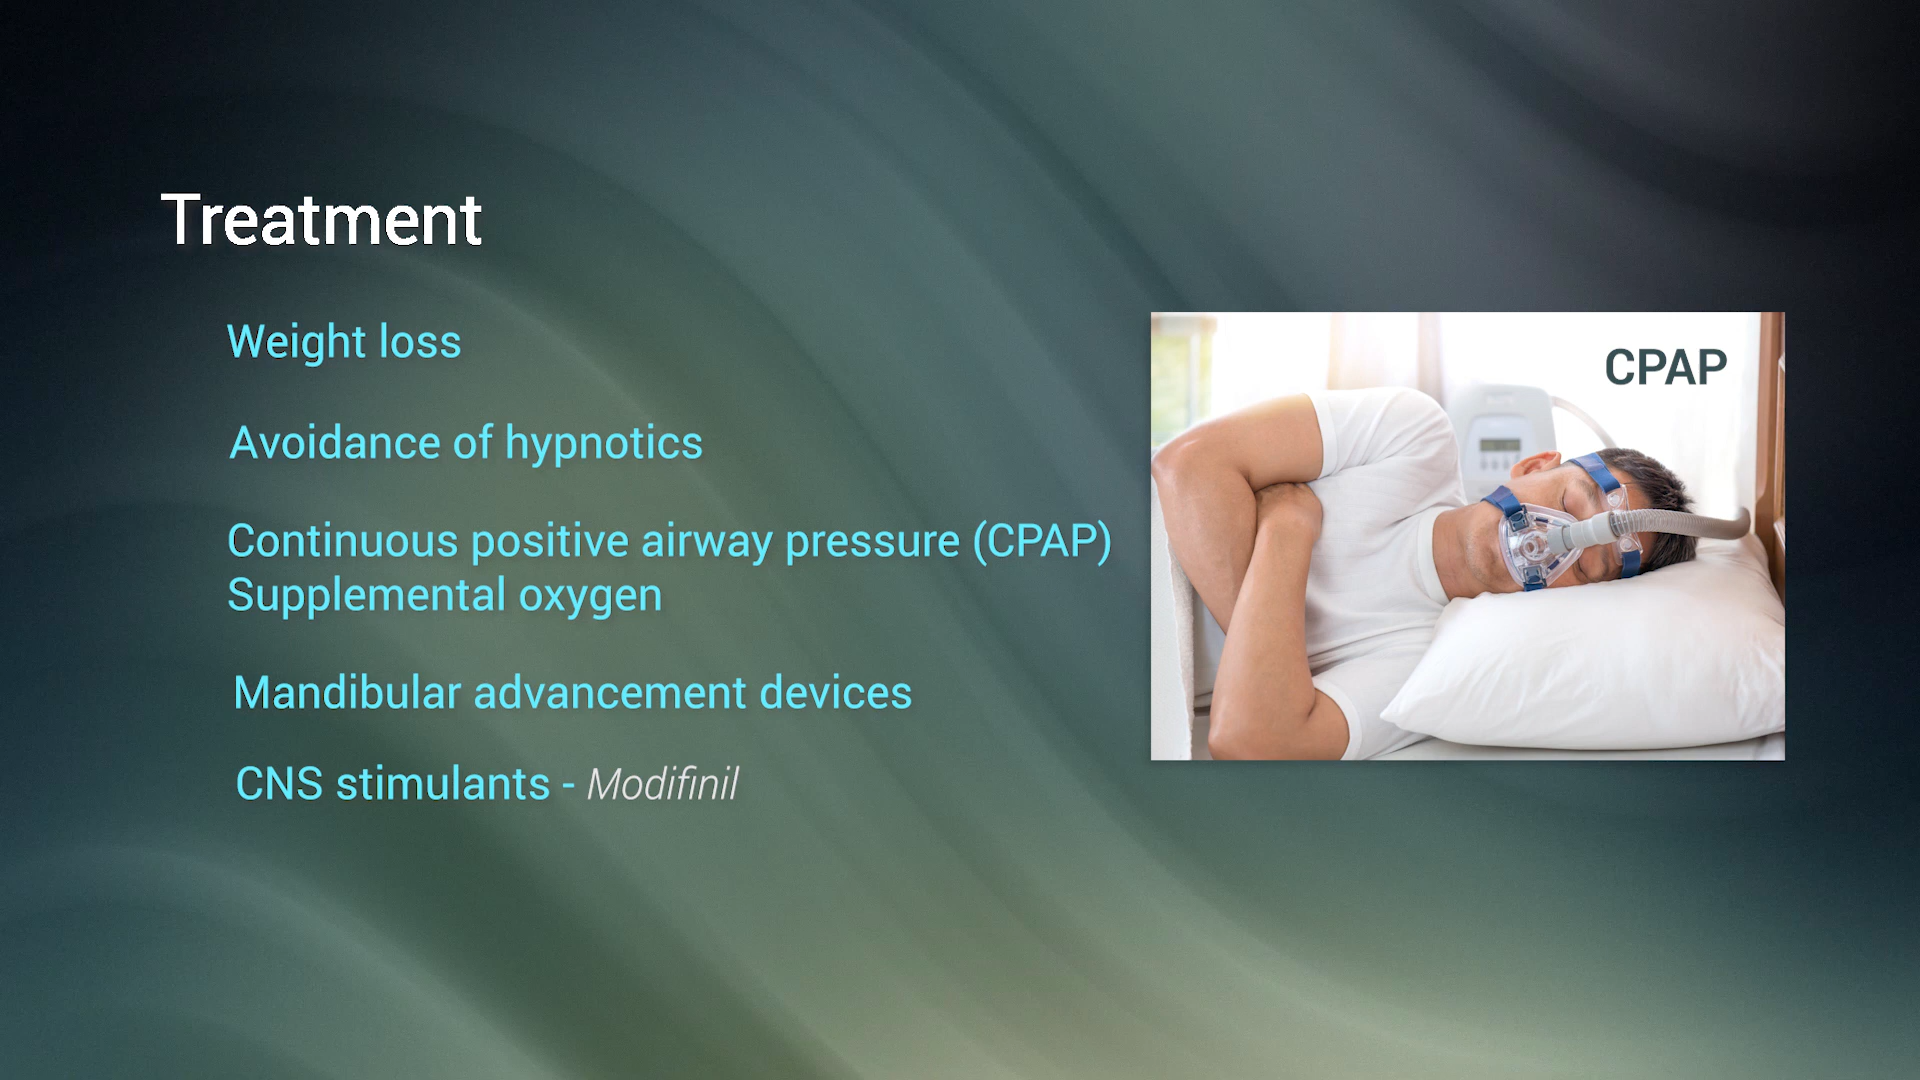 Treatment
Weight loss
Avoidance of hypnotics
Continuous positive airway pressure (CPAP)
Supplemental oxygen
Mandibular advancement devices
CNS stimulants - Modifinil
CPAP